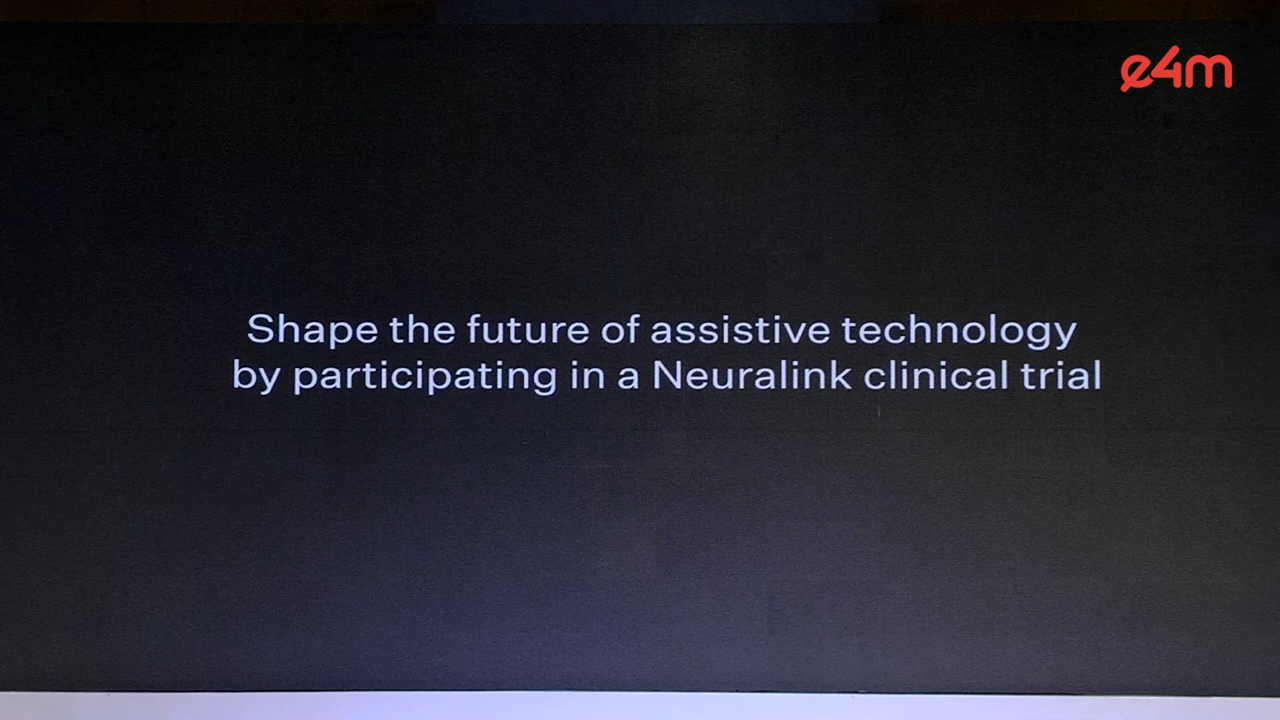 e4m
Shape the future of assistive technology
by participating in a Neuralink clinical trial